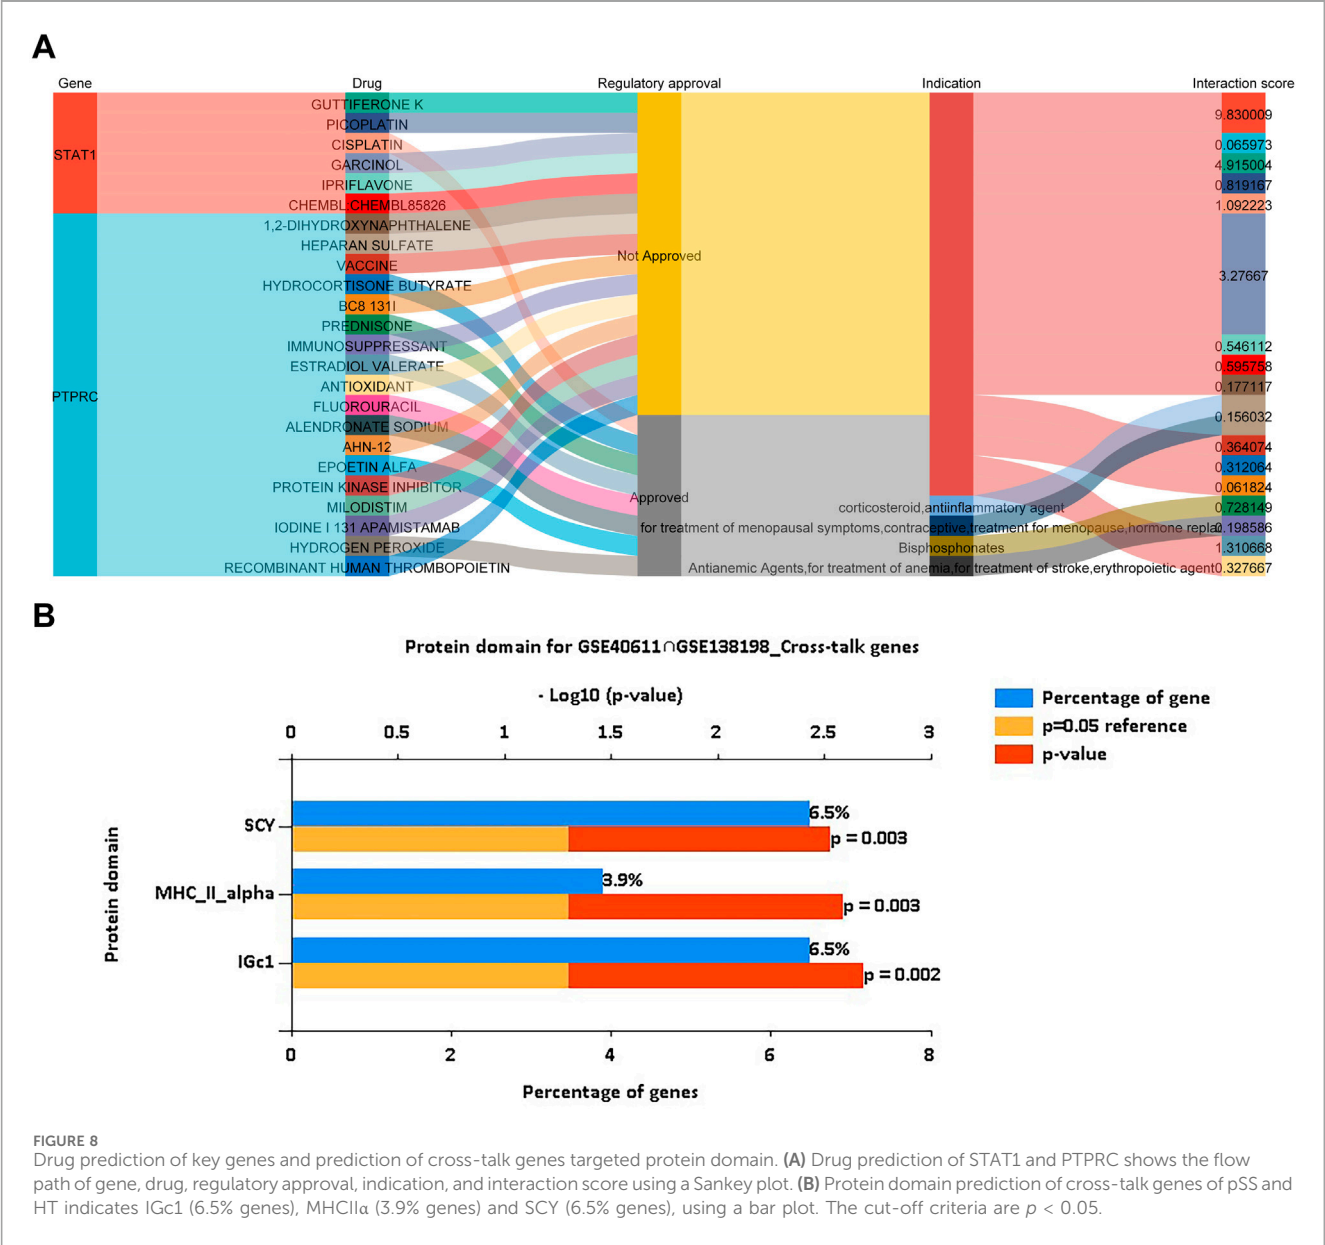 A
Gene Drug Regulatory approval Indication Interaction score
STAT1
PTPRC
GUTTIFERONE K
PICOPLATIN
CISPLATIN
GARCINOL
IPRIFLAVONE
CHEMBL:CHEMBL85826
1,2-DIHYDROXYNAPHTHALENE
HEPARAN SULFATE
VACCINE
HYDROCORTISONE BUTYRATE
BC8 131I
PREDNISONE
IMMUNOSUPPRESSANT
ESTRADIOL VALERATE
ANTIOXIDANT
FLUOROURACIL
ALENDRONATE SODIUM
AHN-12
EPOETIN ALFA
PROTEIN KINASE INHIBITOR
MILODISTIM
IODINE I 131 APAMISTAMAB
HYDROGEN PEROXIDE
RECOMBINANT HUMAN THROMBOPOIETIN
Not Approved
Approved
corticosteroid,antiinflammatory agent
for treatment of menopausal symptoms,contraceptive,treatment for menopause,hormone
Bisphosphonates
Antianemic Agents,for treatment of anemia,for treatment of stroke,erythropoietic agent
9.830009
0.065973
4.915004
0.819167
1.092223
3.27667
0.546112
0.595758
0.177117
0.156032
0.364074
0.312064
0.061824
0.728149
0.198586
1.310668
0.327667
B
Protein domain for GSE40611∩GSE138198_Cross-talk genes
- Log10 (p-value)
0 0.5 1 1.5 2 2.5 3
Percentage of gene
p=0.05 reference
p-value
Protein domain
SCY
6.5%
p = 0.003
MHC_II_alpha
3.9%
p = 0.003
IGc1
6.5%
p = 0.002
0 2 4 6 8
Percentage of genes
FIGURE 8
Drug prediction of key genes and prediction of cross-talk genes targeted protein domain. (A) Drug prediction of STAT1 and PTPRC shows the flow
path of gene, drug, regulatory approval, indication, and interaction score using a Sankey plot. (B) Protein domain prediction of cross-talk genes of pSS and
HT indicates IGc1 (6.5% genes), MHCIIα (3.9% genes) and SCY (6.5% genes), using a bar plot. The cut-off criteria are p < 0.05.